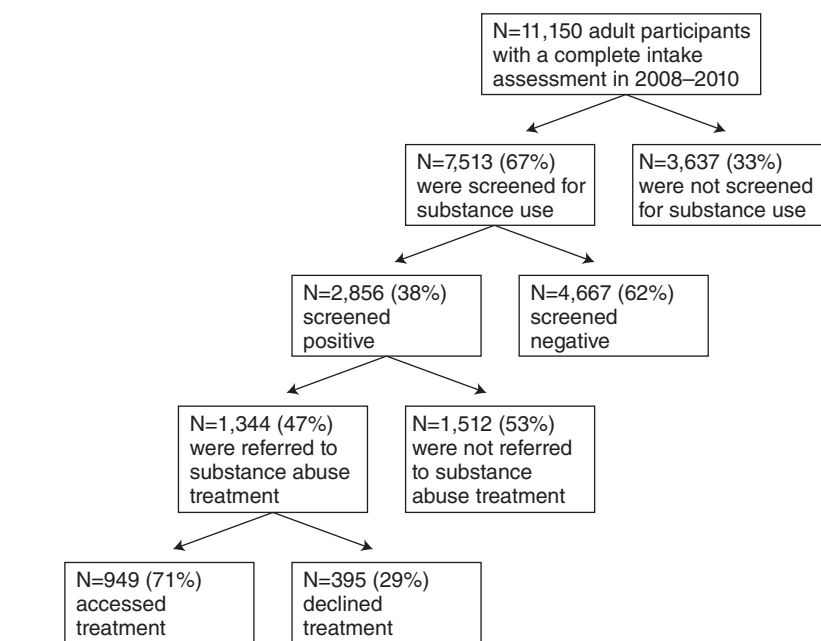 N=11,150 adult participants
with a complete intake
assessment in 2008–2010
N=7,513 (67%)
were screened for
substance use
N=3,637 (33%)
were not screened
for substance use
N=2,856 (38%)
screened
positive
N=4,667 (62%)
screened
negative
N=1,344 (47%)
were referred to
substance abuse
treatment
N=1,512 (53%)
were not referred
to substance
abuse treatment
N=949 (71%)
accessed
treatment
N=395 (29%)
declined
treatment